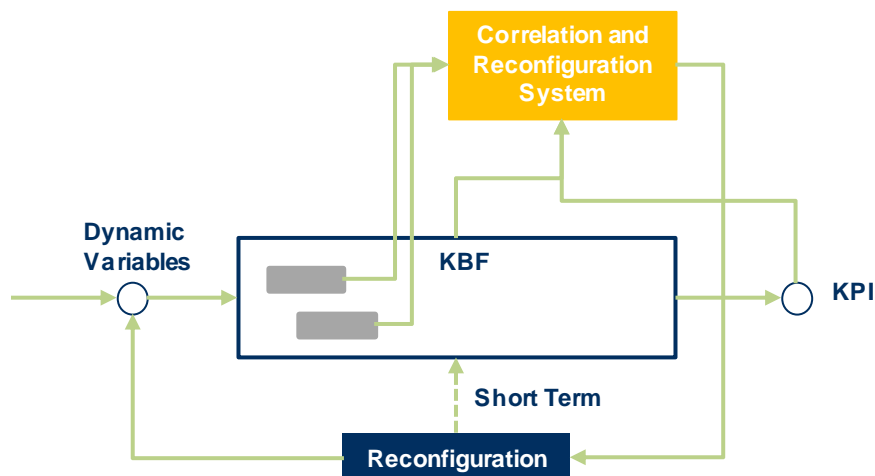 Correlation and
Reconfiguration
System
Dynamic
Variables
KBF
KPI
Short Term
Reconfiguration